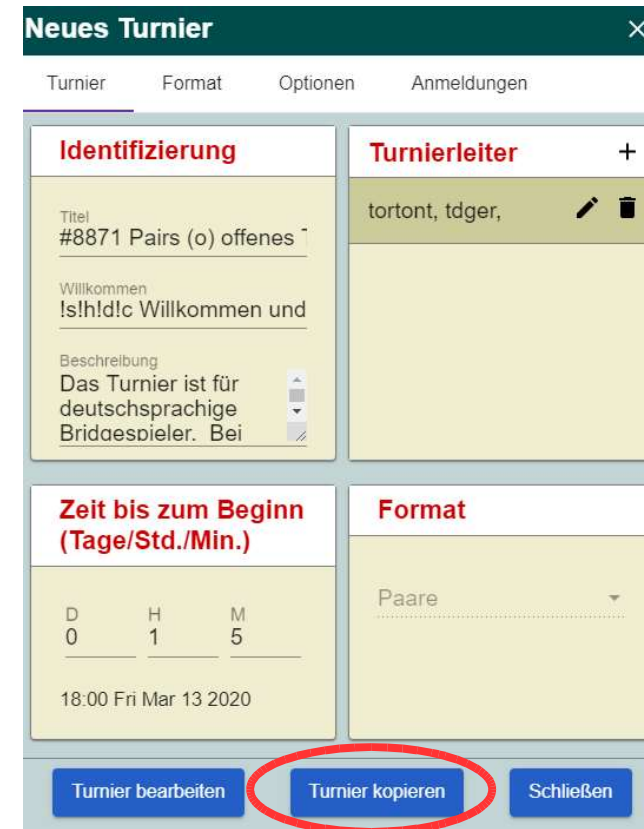 Neues Turnier
Turnier Format Optionen Anmeldungen
Identifizierung
Titel
#8871 Pairs (o) offenes
Willkommen
!s!h!d!c Willkommen und
Beschreibung
Das Turnier ist für
deutschsprachige
Bridgespieler. Bei
Turnierleiter +
tortont, tdger,
Zeit bis zum Beginn
(Tage/Std./Min.)
D H M
0 1 5
18:00 Fri Mar 13 2020
Format
Paare
Turnier bearbeiten Turnier kopieren Schließen